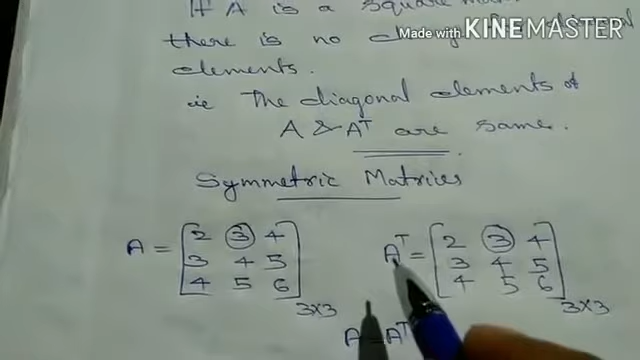 If A is a square
Made with KINEMASTER
there is no diagonal
elements.
ie The diagonal elements of
A & Aᵀ are same.
Symmetric Matrices
A = [2 3 4
3 4 5
4 5 6] 3×3
Aᵀ = [2 3 4
3 4 5
4 5 6] 3×3
A = Aᵀ